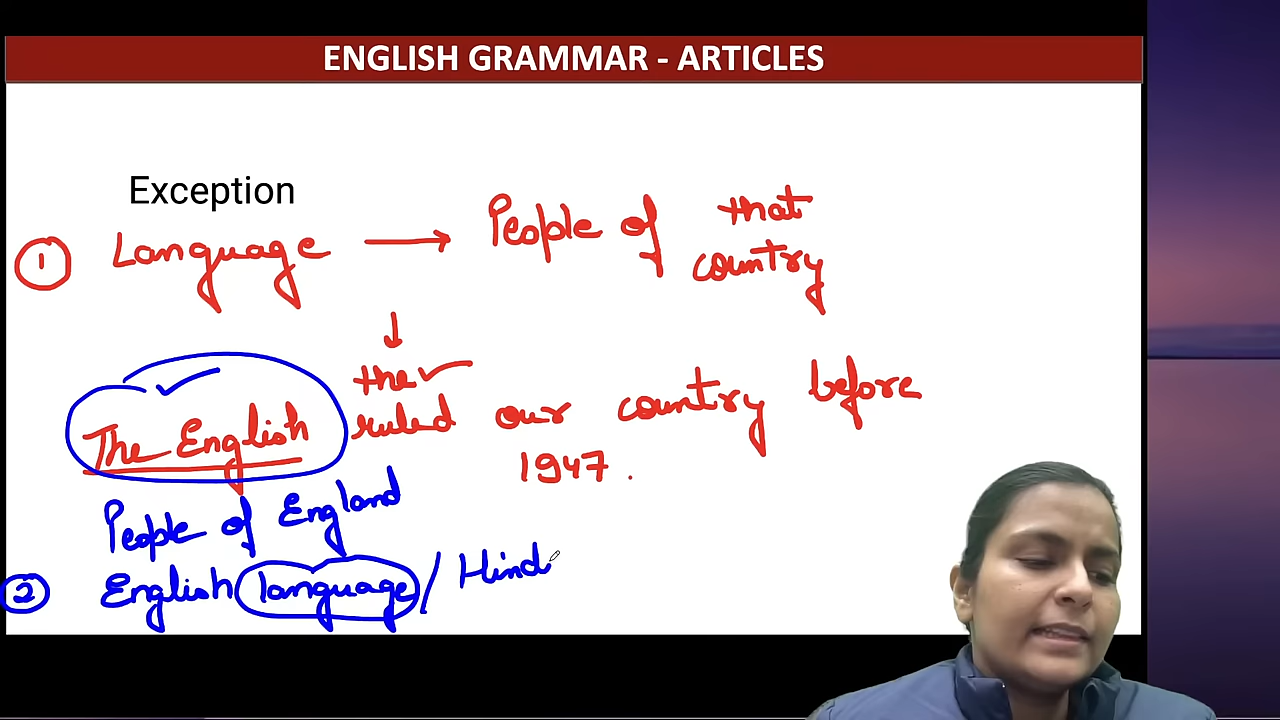 ENGLISH GRAMMAR - ARTICLES
Exception
① Language → People of that country
↓
the ✓
The English ruled our country before
1947.
People of England
② English language / Hindi